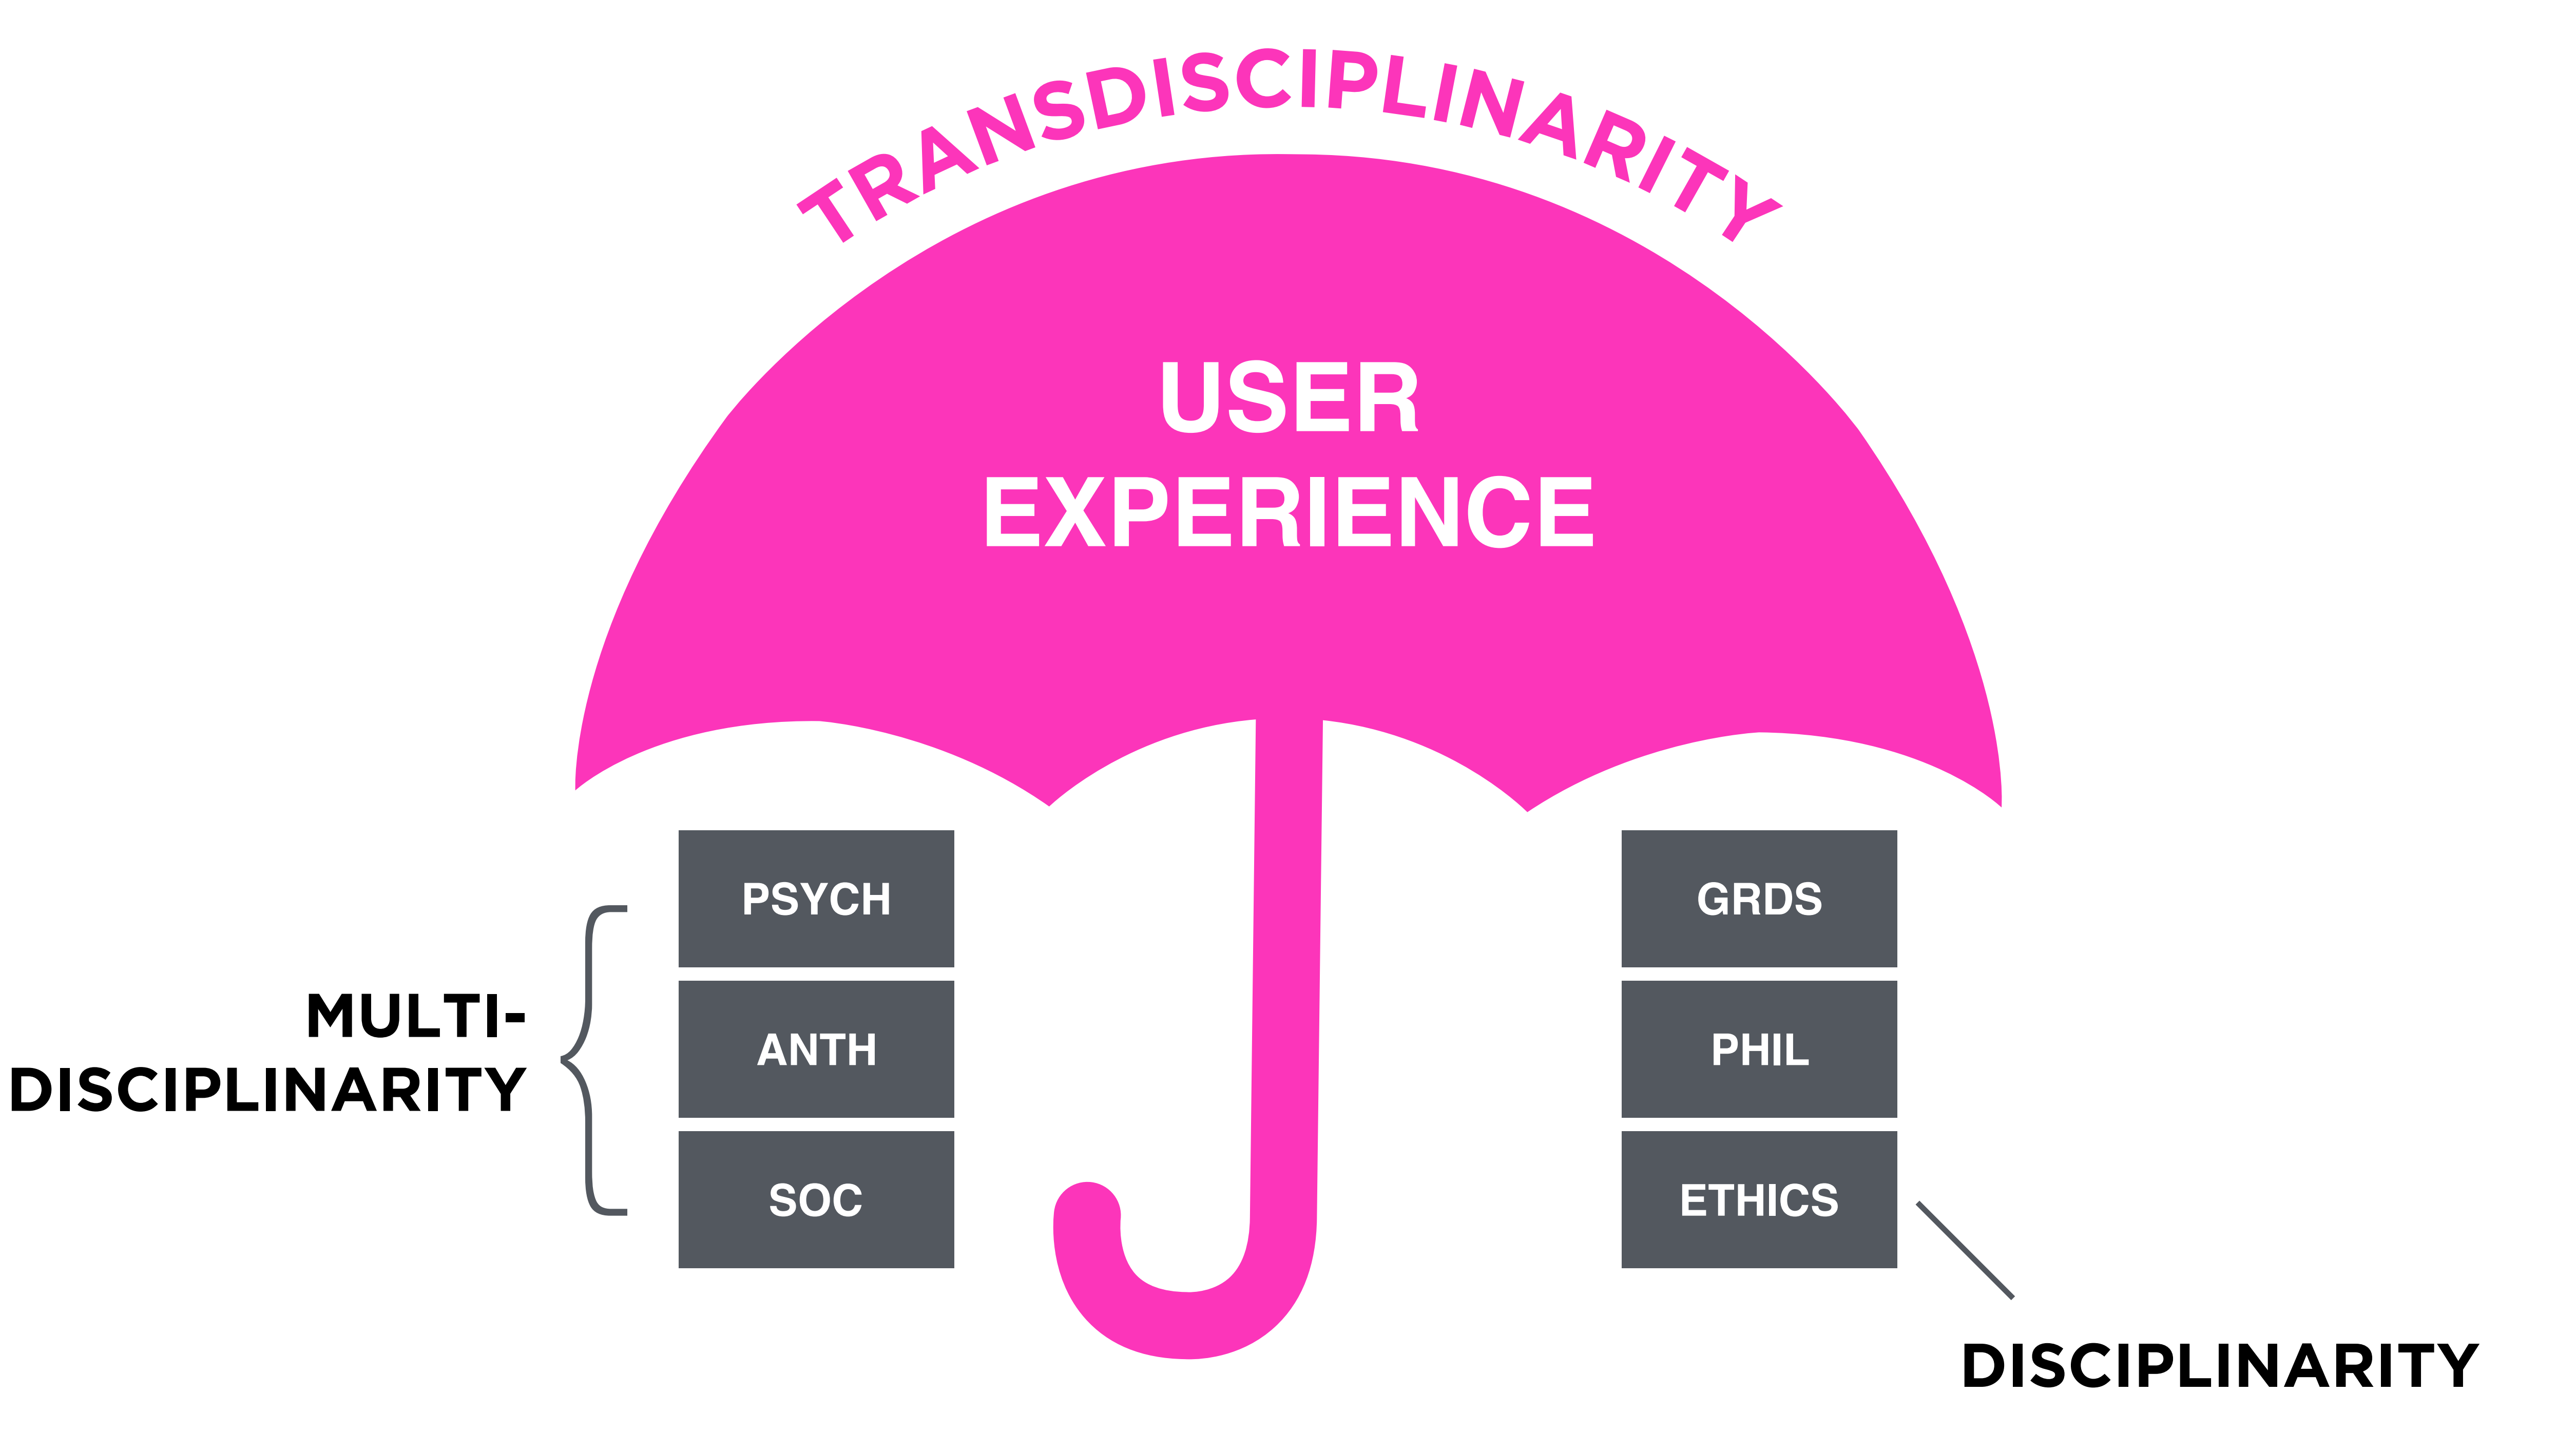 TRANSDISCIPLINARITY
USER
EXPERIENCE
MULTI-
DISCIPLINARITY
PSYCH
ANTH
SOC
GRDS
PHIL
ETHICS
DISCIPLINARITY